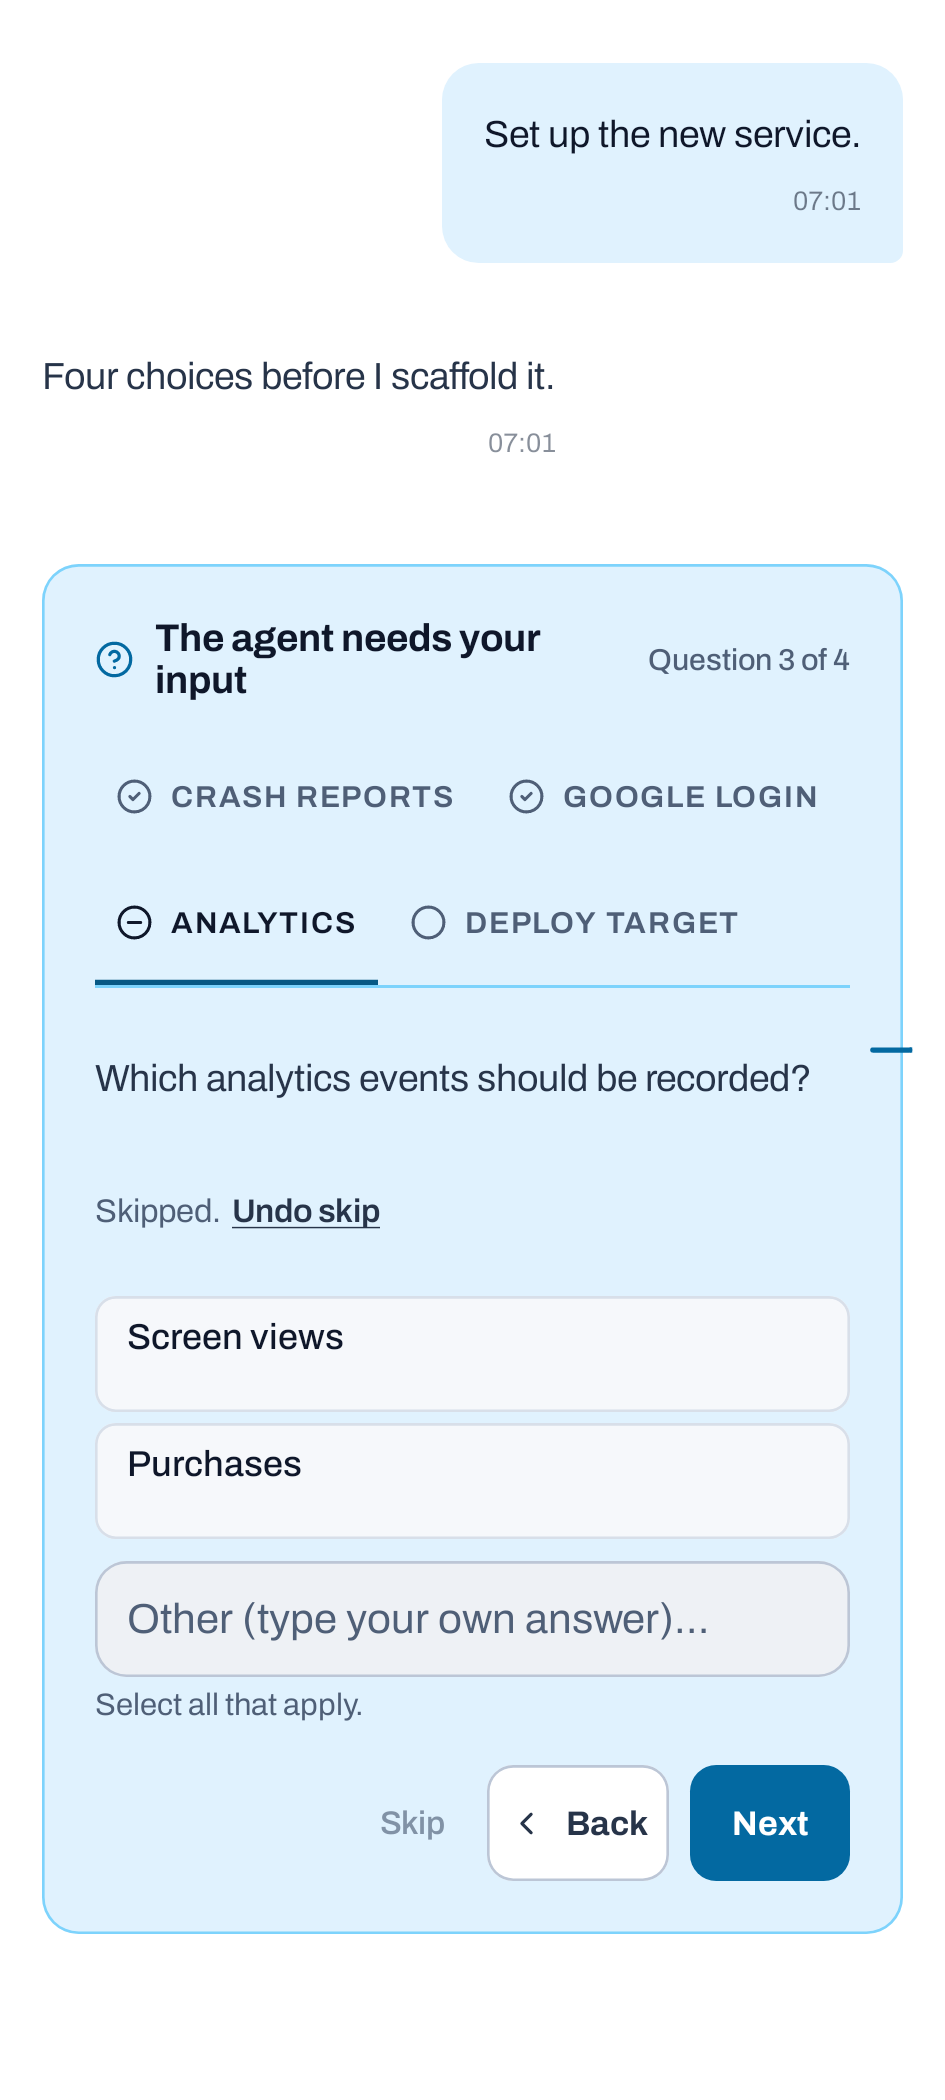 Set up the new service.
07:01
Four choices before I scaffold it.
07:01
The agent needs your
input
Question 3 of 4
CRASH REPORTS
GOOGLE LOGIN
ANALYTICS
DEPLOY TARGET
Which analytics events should be recorded?
Skipped. Undo skip
Screen views
Purchases
Other (type your own answer)...
Select all that apply.
Skip
Back
Next